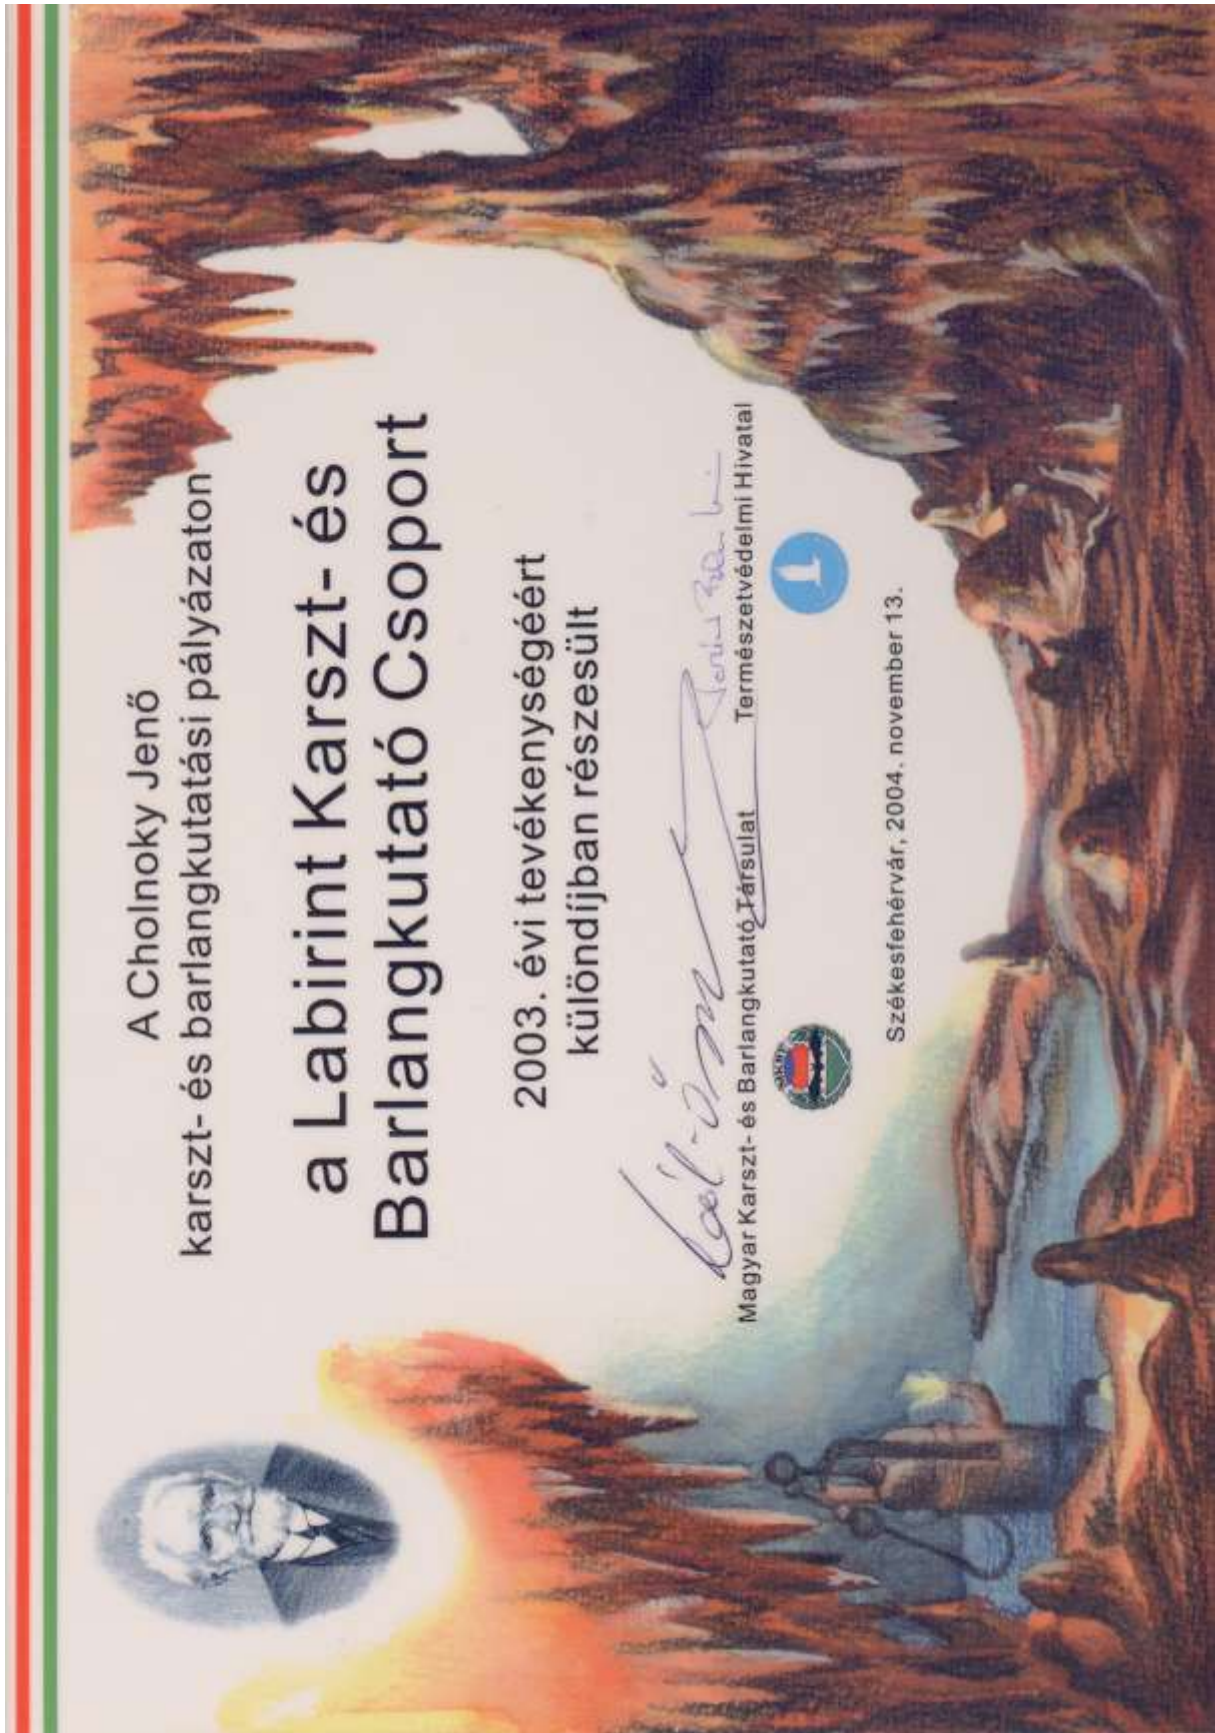 A Cholnoky Jenő
karszt- és barlangkutatási pályázaton
a Labirint Karszt- és
Barlangkutató Csoport
2003. évi tevékenységéért
különdíjban részesült
Magyar Karszt- és Barlangkutató Társulat
Természetvédelmi Hivatal
Székesfehérvár, 2004. november 13.